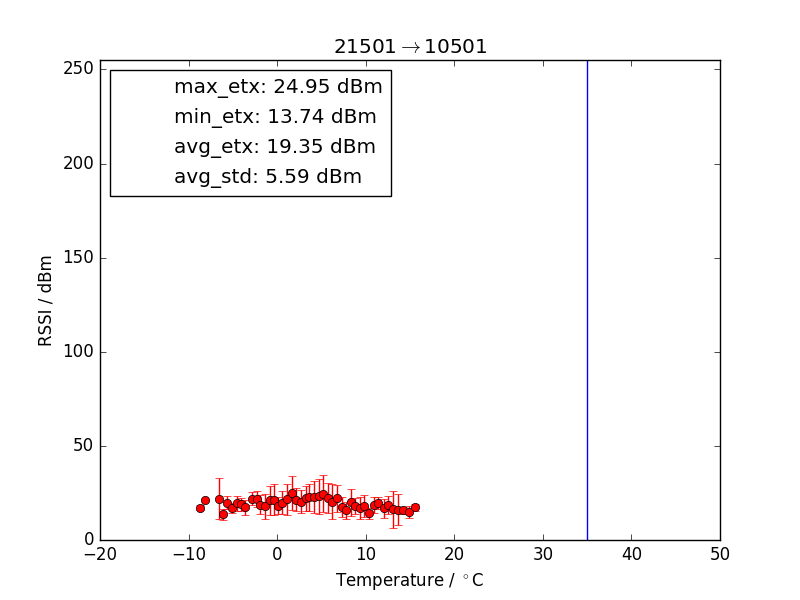 21501→10501
max_etx: 24.95 dBm
min_etx: 13.74 dBm
avg_etx: 19.35 dBm
avg_std: 5.59 dBm
RSSI / dBm
250
200
150
100
50
0
−20 −10 0 10 20 30 40 50
Temperature / °C